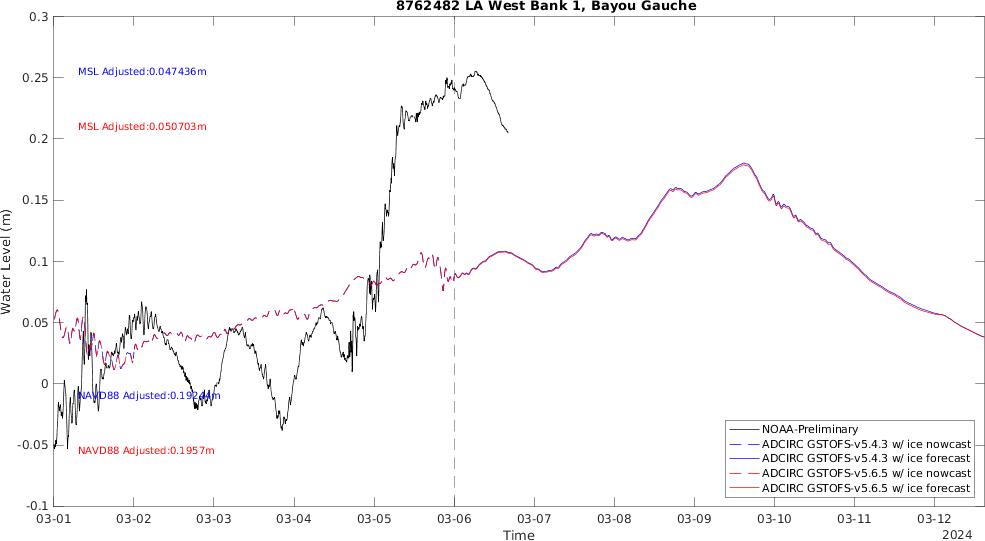 8762482 LA West Bank 1, Bayou Gauche
0.3
0.25
0.2
0.15
0.1
0.05
0
-0.05
-0.1
Water Level (m)
MSL Adjusted:0.047436m
MSL Adjusted:0.050703m
NAVD88 Adjusted:
NAVD88 Adjusted:0.1957m
NOAA-Preliminary
ADCIRC GSTOFS-v5.4.3 w/ ice nowcast
ADCIRC GSTOFS-v5.4.3 w/ ice forecast
ADCIRC GSTOFS-v5.6.5 w/ ice nowcast
ADCIRC GSTOFS-v5.6.5 w/ ice forecast
03-01 03-02 03-03 03-04 03-05 03-06 03-07 03-08 03-09 03-10 03-11 03-12
Time
2024